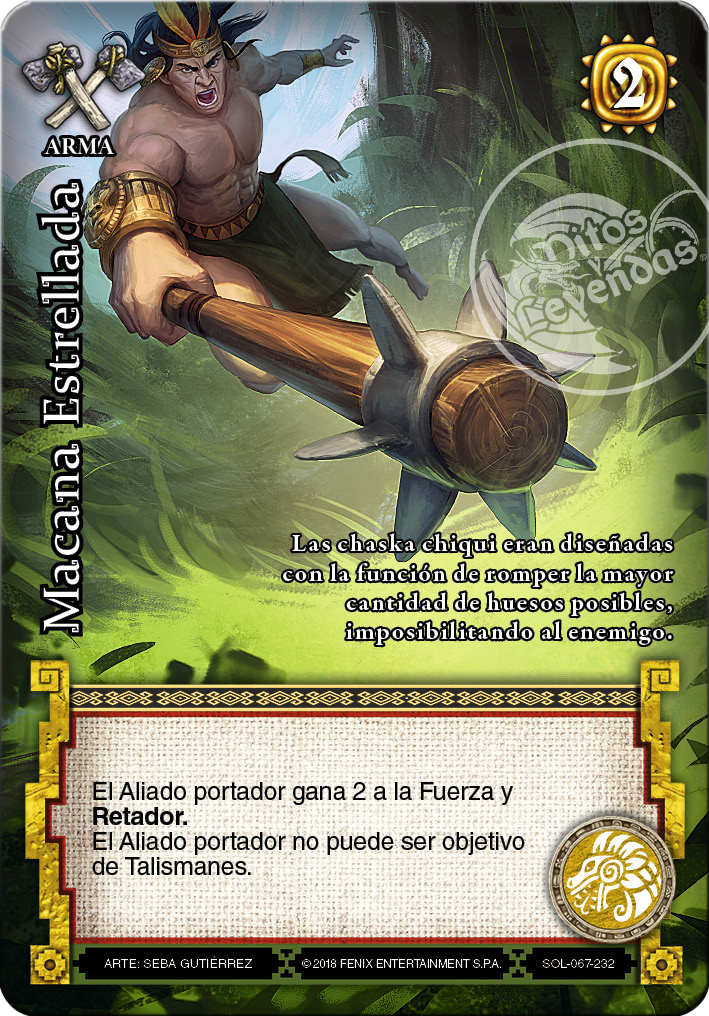 ARMA
2
Mitos
y
Leyendas
Macana Estrellada
Las chaska chiqui eran diseñadas
con la función de romper la mayor
cantidad de huesos posibles,
imposibilitando al enemigo.
El Aliado portador gana 2 a la Fuerza y
Retador.
El Aliado portador no puede ser objetivo
de Talismanes.
ARTE: SEBA GUTIÉRREZ
©2018 FENIX ENTERTAINMENT S.P.A.
SOL-067-232